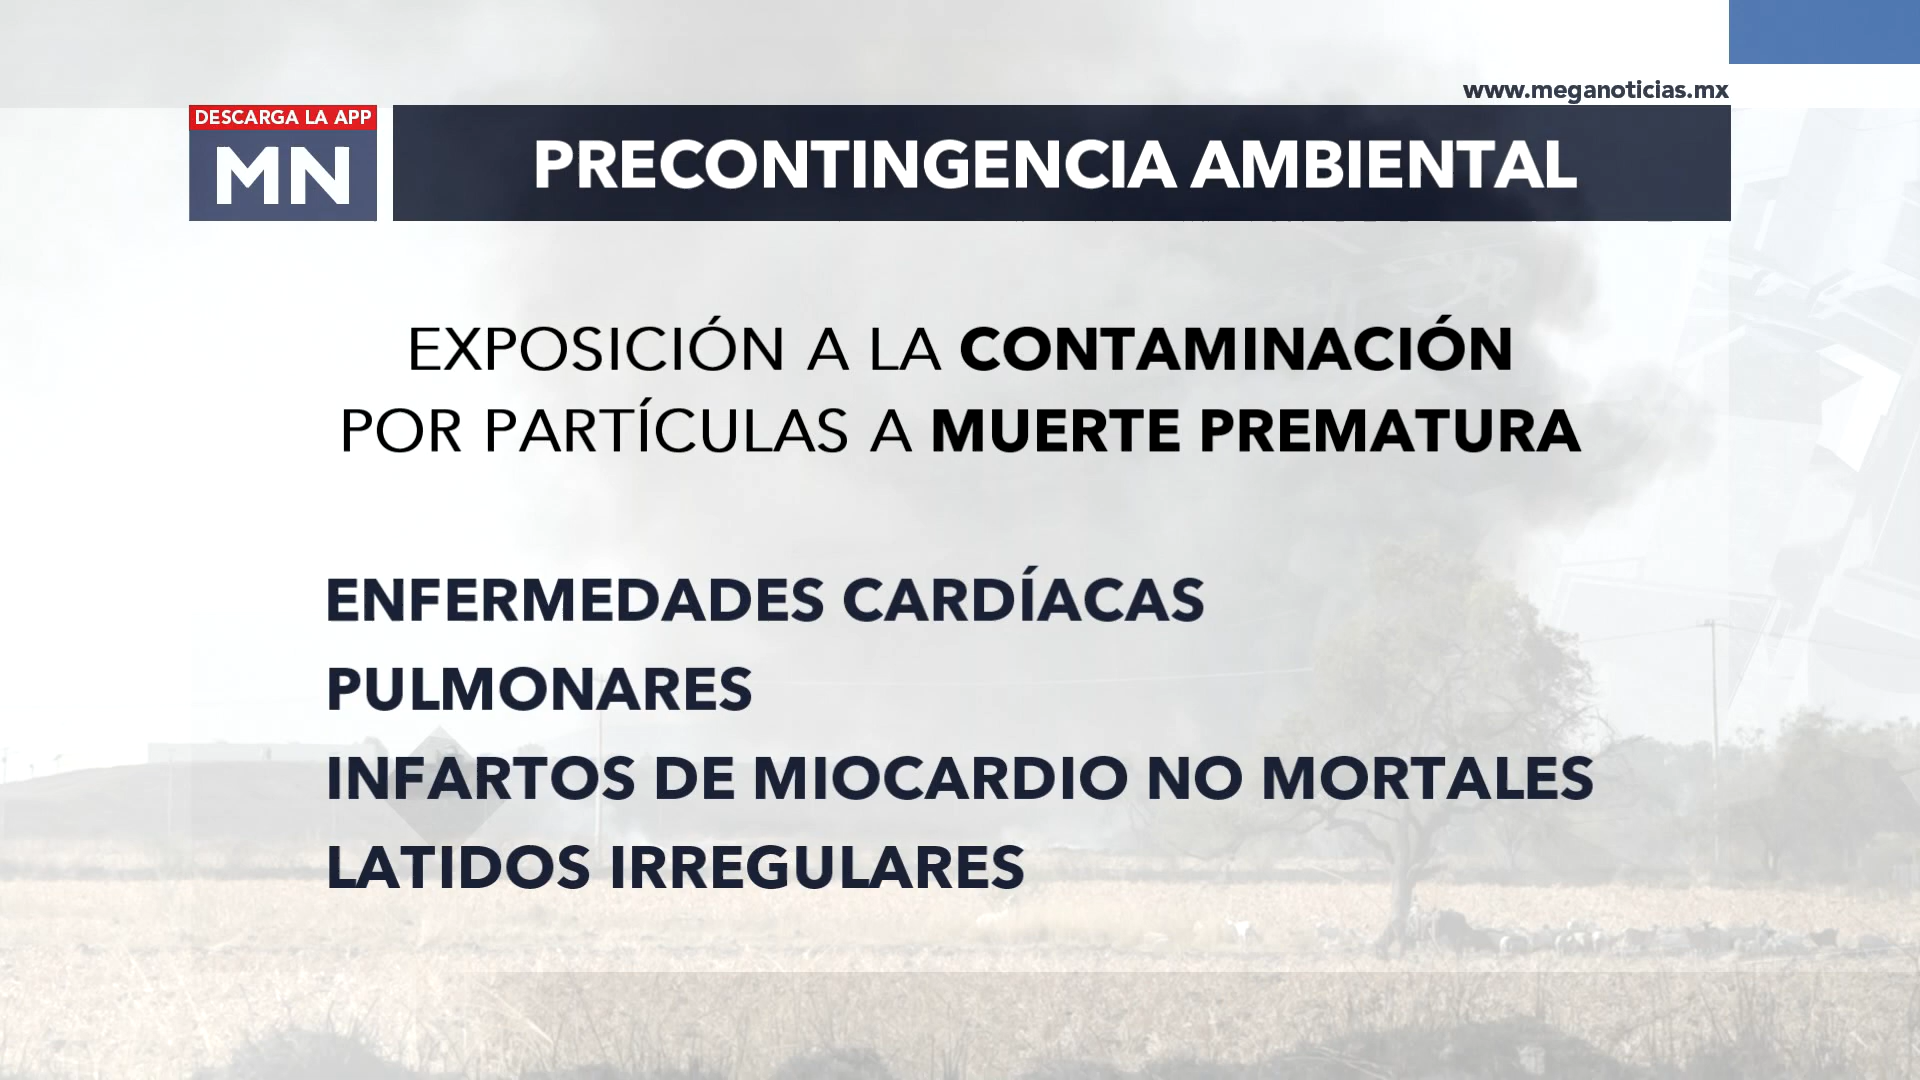 www.meganoticias.mx
DESCARGA LA APP
MN
PRECONTINGENCIA AMBIENTAL
EXPOSICIÓN A LA CONTAMINACIÓN
POR PARTÍCULAS A MUERTE PREMATURA
ENFERMEDADES CARDÍACAS
PULMONARES
INFARTOS DE MIOCARDIO NO MORTALES
LATIDOS IRREGULARES